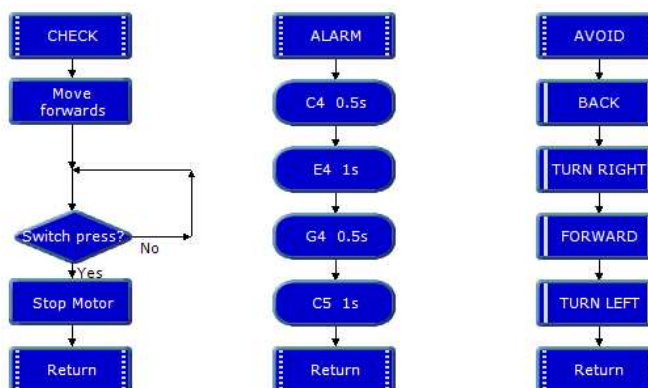 CHECK
Move
forwards
Switch press?
No
Yes
Stop Motor
Return
ALARM
C4 0.5s
E4 1s
G4 0.5s
C5 1s
Return
AVOID
BACK
TURN RIGHT
FORWARD
TURN LEFT
Return